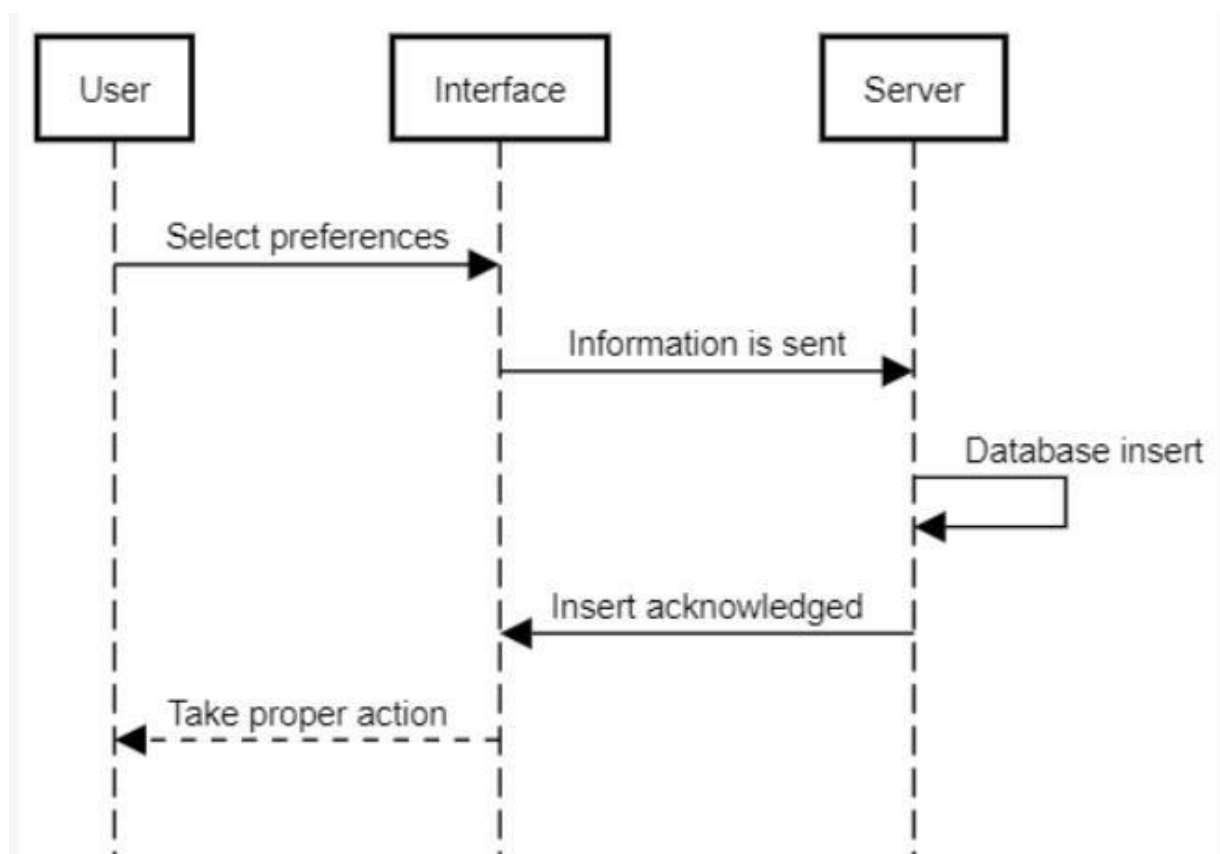 User
Interface
Server
Select preferences
Information is sent
Database insert
Insert acknowledged
Take proper action